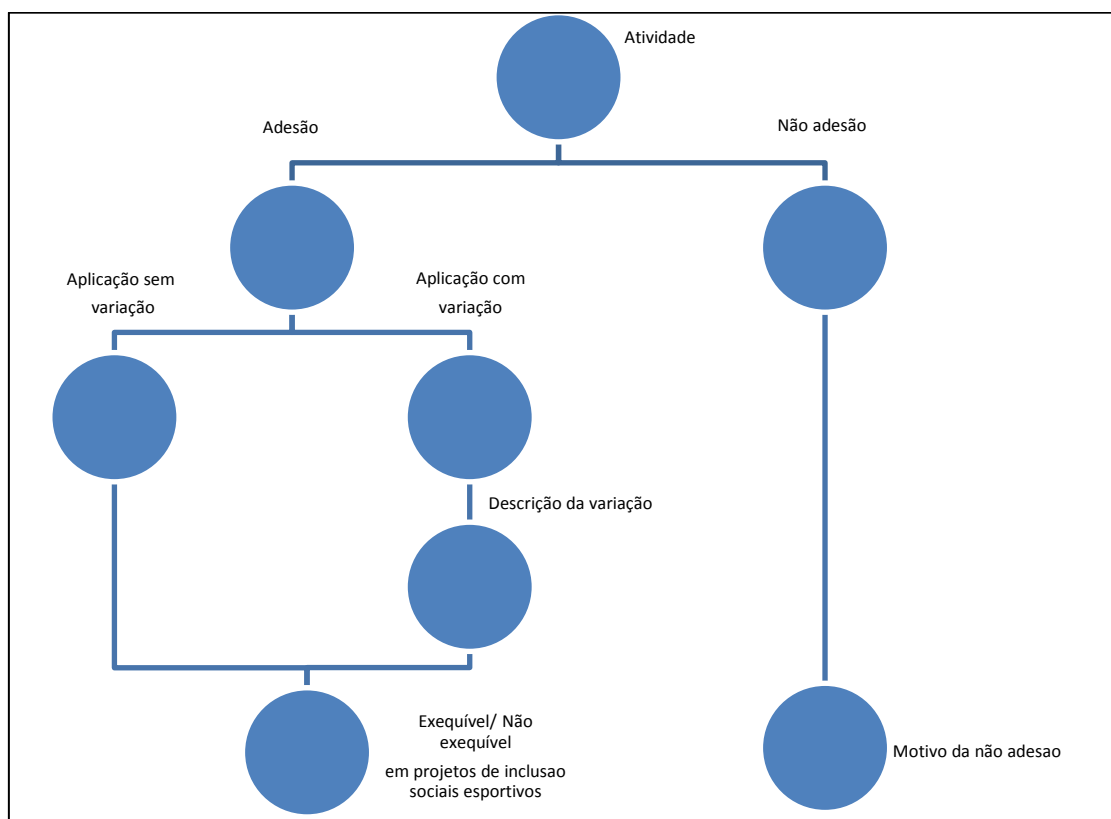 Atividade
Adesão
Não adesão
Aplicação sem
variação
Aplicação com
variação
Descrição da variação
Exequível/ Não
exequível
em projetos de inclusao
sociais esportivos
Motivo da não adesao